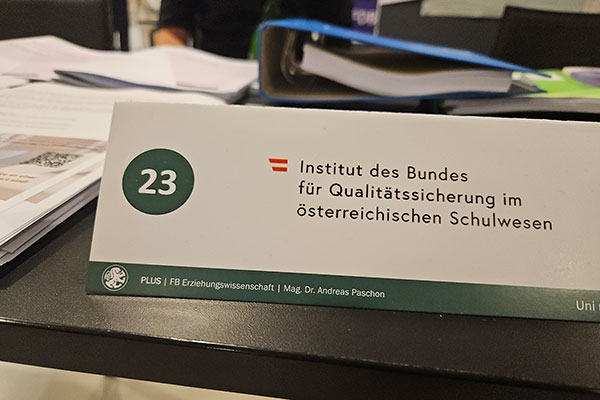 23
Institut des Bundes
für Qualitätssicherung im
österreichischen Schulwesen
PLUS | FB Erziehungswissenschaft | Mag. Dr. Andreas Paschon
Uni